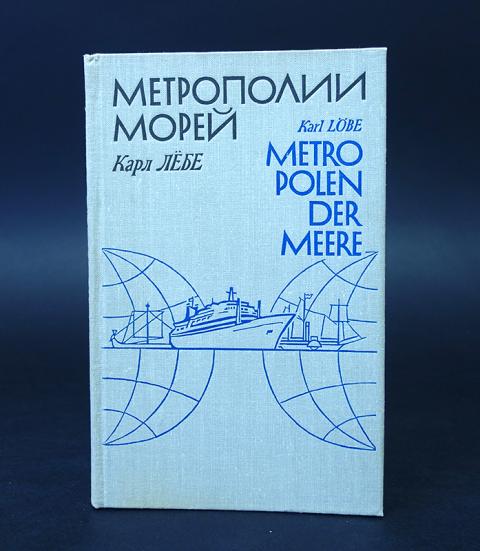 МЕТРОПОЛИИ
МОРЕЙ
Карл ЛЁБЕ
Karl LÖBE
METRO
POLEN
DER
MEERE